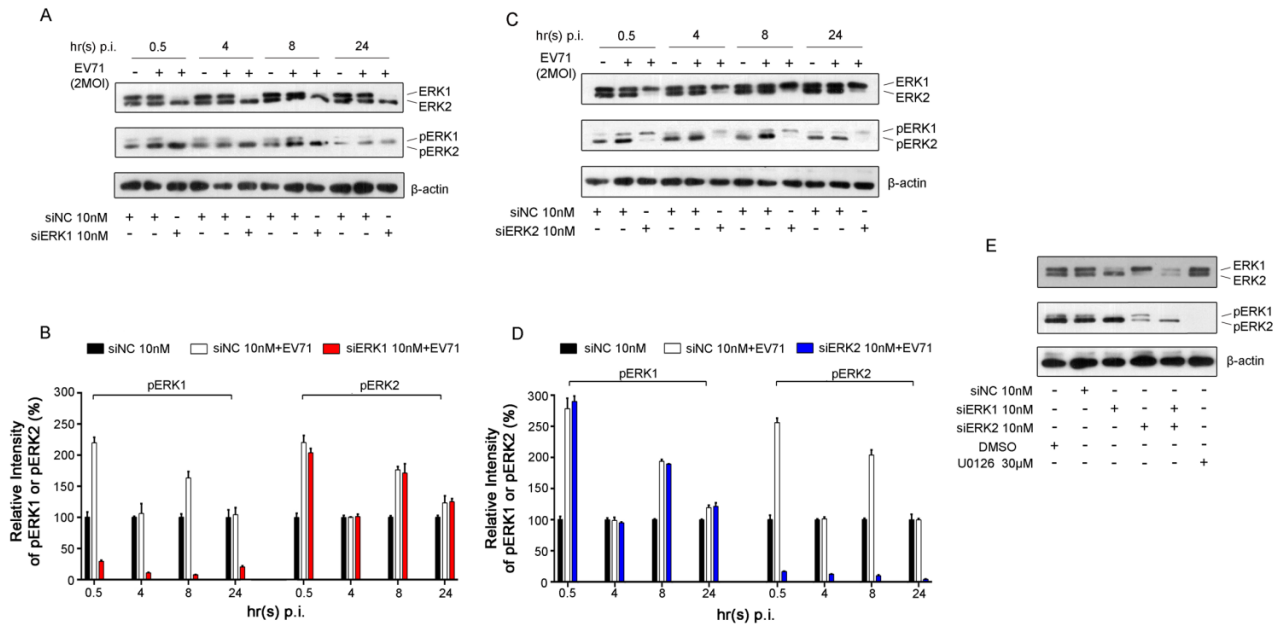 A
hr(s) p.i. 0.5 4 8 24
EV71 - + + - + + - + + - + +
(2MOI)
ERK1
ERK2
pERK1
pERK2
β-actin
siNC 10nM + + - + + - + + - + + -
siERK1 10nM - - + - - + - - + - - +
C
hr(s) p.i. 0.5 4 8 24
EV71 - + + - + + - + + - + +
(2MOI)
ERK1
ERK2
pERK1
pERK2
β-actin
siNC 10nM + + - + + - + + - + + -
siERK2 10nM - - + - - + - - + - - +
B
siNC 10nM siNC 10nM+EV71 siERK1 10nM+EV71
pERK1 pERK2
Relative Intensity
of pERK1 or pERK2 (%)
300
250
200
150
100
50
0
0.5 4 8 24 0.5 4 8 24
hr(s) p.i.
D
siNC 10nM siNC 10nM+EV71 siERK2 10nM+EV71
pERK1 pERK2
Relative Intensity
of pERK1 or pERK2 (%)
300
250
200
150
100
50
0
0.5 4 8 24 0.5 4 8 24
hr(s) p.i.
E
ERK1
ERK2
pERK1
pERK2
β-actin
siNC 10nM - + - - - -
siERK1 10nM - - + - + -
siERK2 10nM - - - + + -
DMSO + - - - - -
U0126 30μM - - - - - +